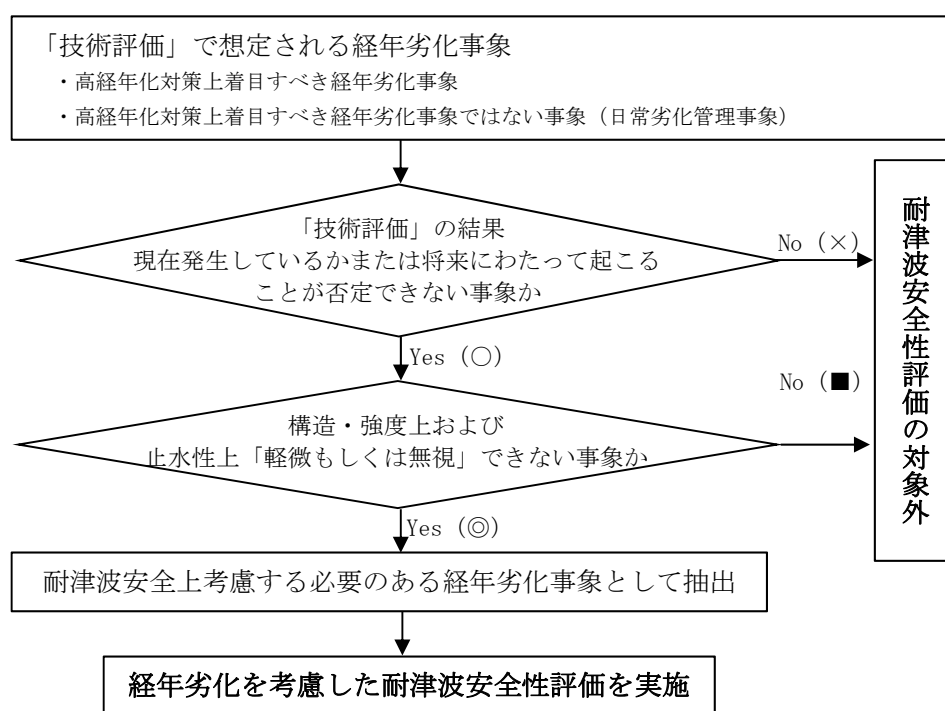 「技術評価」で想定される経年劣化事象
・高経年化対策上着目すべき経年劣化事象
・高経年化対策上着目すべき経年劣化事象ではない事象（日常劣化管理事象）
「技術評価」の結果
現在発生しているかまたは将来にわたって起こる
ことが否定できない事象か
No（×）
Yes（○）
構造・強度上および
止水性上「軽微もしくは無視」できない事象か
No（■）
Yes（◎）
耐津波安全性評価の対象外
耐津波安全上考慮する必要のある経年劣化事象として抽出
経年劣化を考慮した耐津波安全性評価を実施